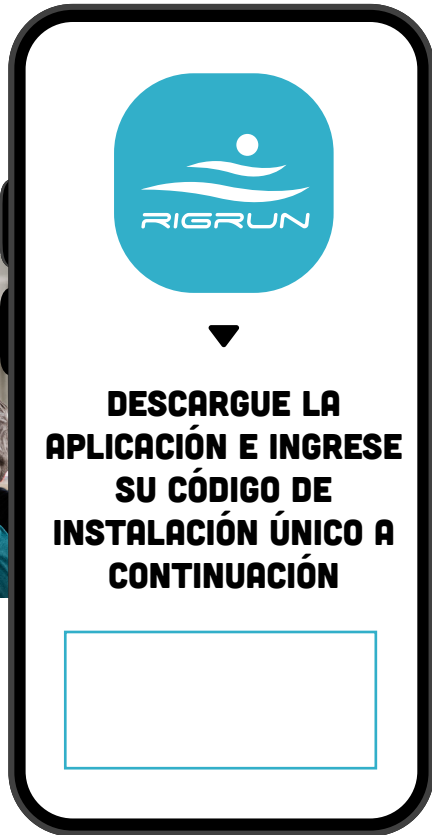 RIGRUN
DESCARGUE LA
APLICACIÓN E INGRESE
SU CÓDIGO DE
INSTALACIÓN ÚNICO A
CONTINUACIÓN